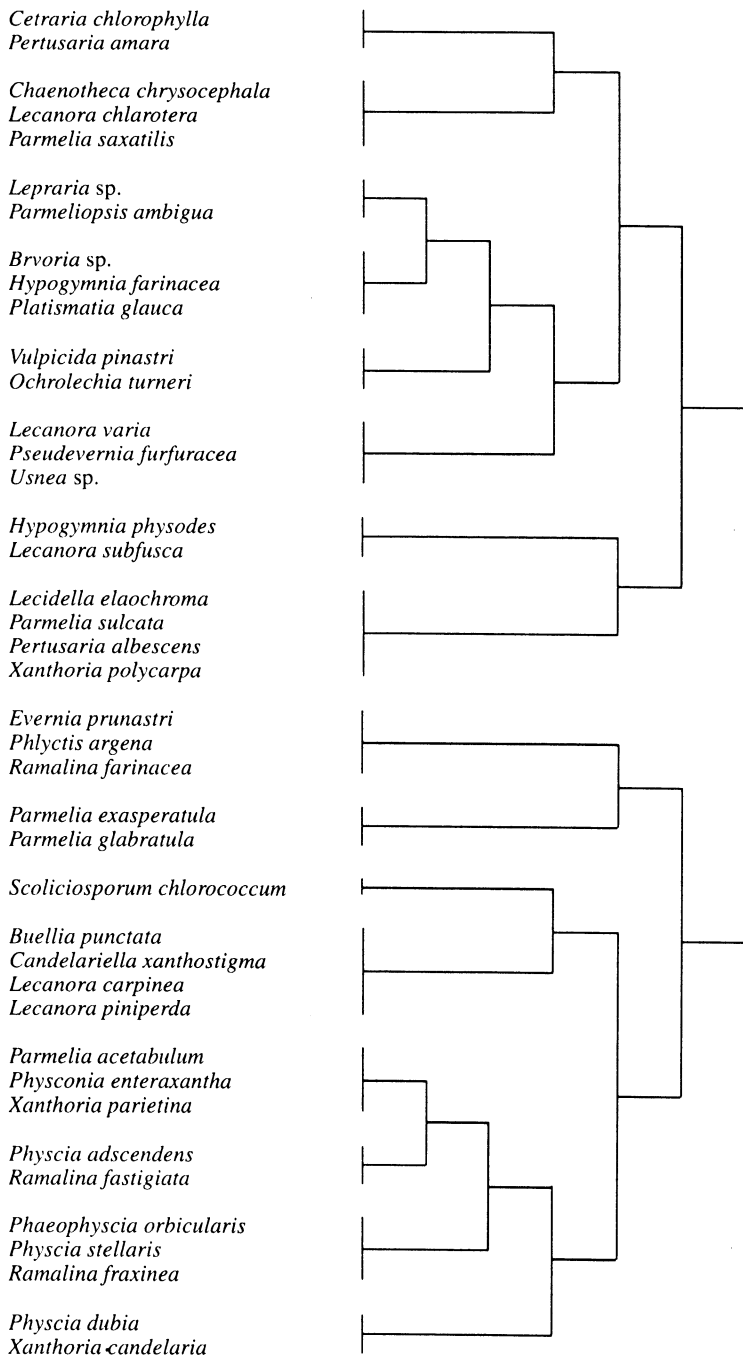 Cetraria chlorophylla
Pertusaria amara
Chaenotheca chrysocephala
Lecanora chlarotera
Parmelia saxatilis
Lepraria sp.
Parmeliopsis ambigua
Brvoria sp.
Hypogymnia farinacea
Platismatia glauca
Vulpicida pinastri
Ochrolechia turneri
Lecanora varia
Pseudevernia furfuracea
Usnea sp.
Hypogymnia physodes
Lecanora subfusca
Lecidella elaochroma
Parmelia sulcata
Pertusaria albescens
Xanthoria polycarpa
Evernia prunastri
Phlyctis argena
Ramalina farinacea
Parmelia exasperatula
Parmelia glabratula
Scoliciosporum chlorococcum
Buellia punctata
Candelariella xanthostigma
Lecanora carpinea
Lecanora piniperda
Parmelia acetabulum
Physconia enteraxantha
Xanthoria parietina
Physcia adscendens
Ramalina fastigiata
Phaeophyscia orbicularis
Physcia stellaris
Ramalina fraxinea
Physcia dubia
Xanthoria candelaria